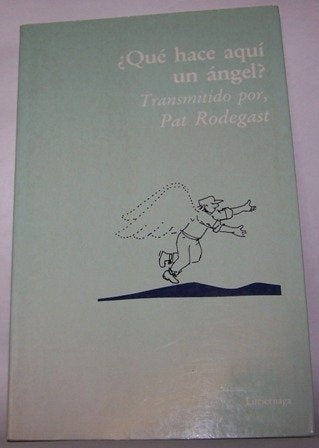 ¿Qué hace aquí
un ángel?
Transmitido por,
Pat Rodegast
Luciérnaga